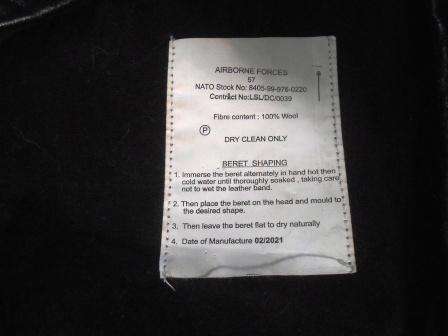 AIRBORNE FORCES
57
NATO Stock No: 8405-99-978-0220
Contract No:LSL/DC/0039
Fibre content : 100% Wool
P
DRY CLEAN ONLY
BERET SHAPING
1. Immerse the beret alternately in hand hot then
cold water until thoroughly soaked , taking care
not to wet the leather band.
2. Then place the beret on the head and mould to
the desired shape.
3. Then leave the beret flat to dry naturally
4. Date of Manufacture 02/2021